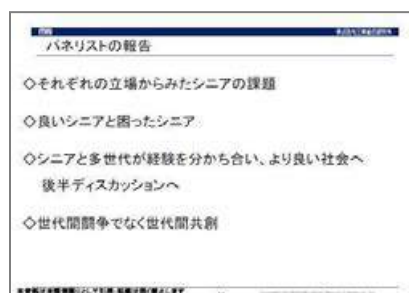 パネリストの報告
◇それぞれの立場からみたシニアの課題
◇良いシニアと困ったシニア
◇シニアと多世代が経験を分かち合い、より良い社会へ
後半ディスカッションへ
◇世代間闘争でなく世代間共創